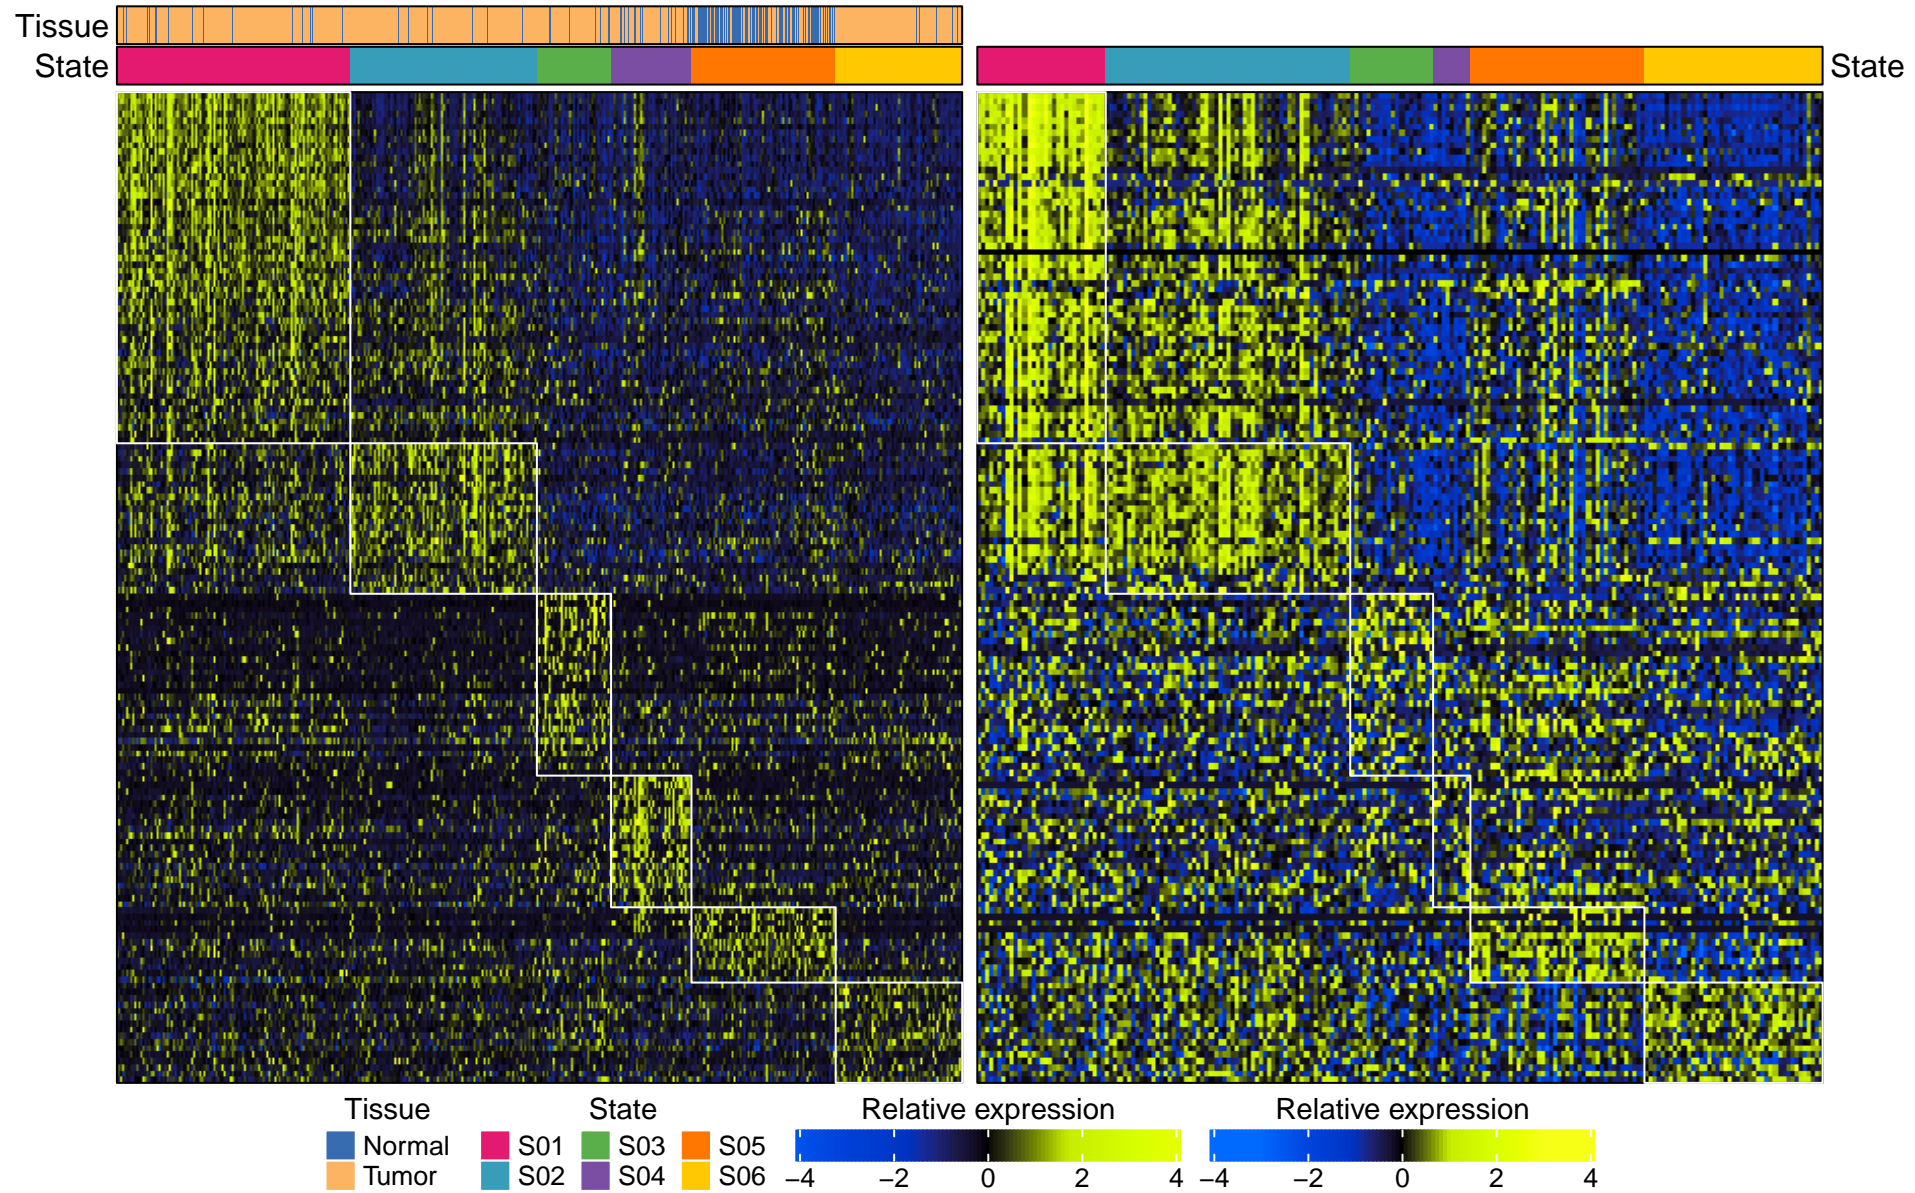 Tissue
State
State
Tissue State Relative expression Relative expression
Normal S01 S03 S05
Tumor S02 S04 S06
−4 −2 0 2 4 −4 −2 0 2 4